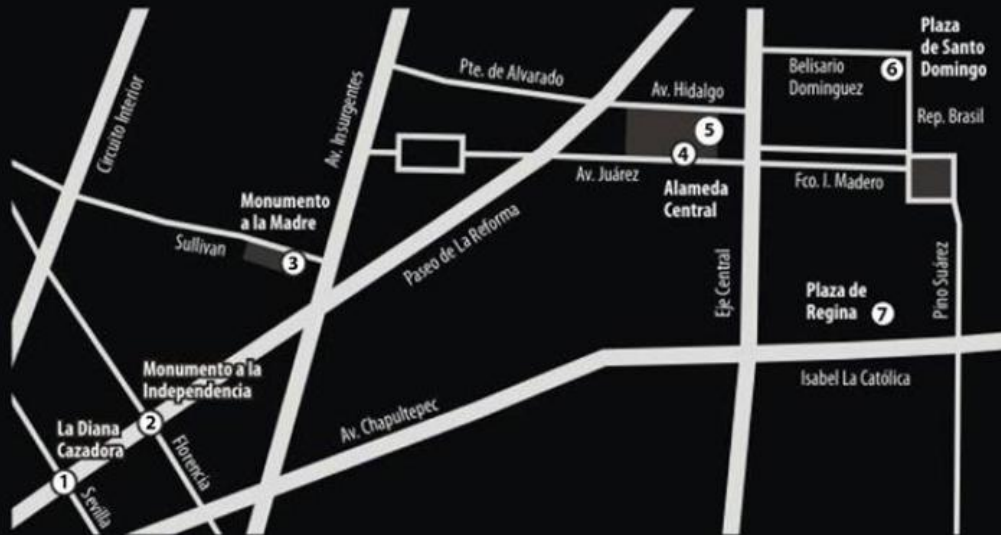 Plaza
de Santo
Domingo
Circuito Interior
Av. Insurgentes
Pte. de Alvarado
Av. Hidalgo
Belisario
Dominguez
6
Rep. Brasil
5
4
Av. Juárez
Alameda
Central
Fco. I. Madero
Monumento
a la Madre
Sullivan
3
Paseo de La Reforma
Eje Central
Plaza de
Regina
7
Pino Suárez
Monumento a la
Independencia
2
Isabel La Católica
La Diana
Cazadora
1
Sevilla
Florencia
Av. Chapultepec